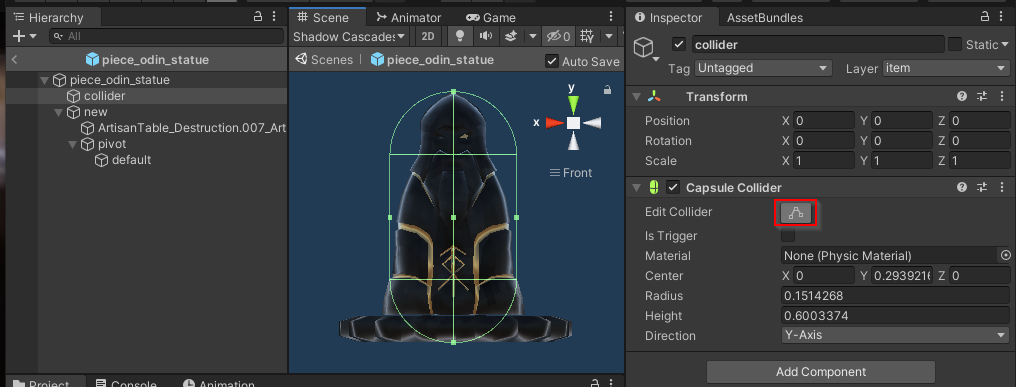 Hierarchy
All
piece_odin_statue
piece_odin_statue
collider
new
ArtisanTable_Destruction.007_Art
pivot
default
Scene
Animator
Game
Shadow Cascades
2D
0
Scenes
piece_odin_statue
Auto Save
y
x
Front
Inspector
AssetBundles
collider
Static
Tag Untagged
Layer item
Transform
Position X 0 Y 0 Z 0
Rotation X 0 Y 0 Z 0
Scale X 1 Y 1 Z 1
Capsule Collider
Edit Collider
Is Trigger
Material None (Physic Material)
Center X 0 Y 0.2939216 Z 0
Radius 0.1514268
Height 0.6003374
Direction Y-Axis
Add Component
Project
Console
Animation